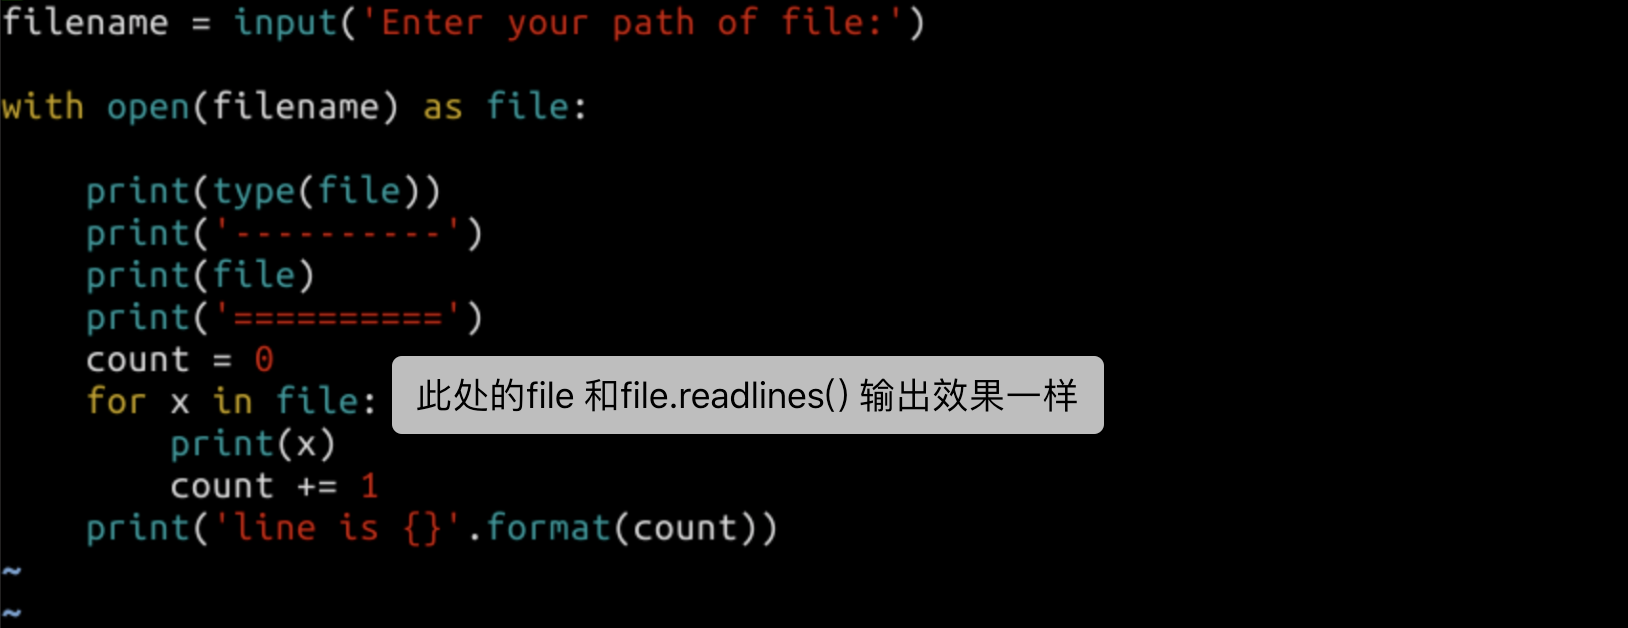 filename = input('Enter your path of file:')
with open(filename) as file:
print(type(file))
print('----------')
print(file)
print('==========')
count = 0
for x in file:
此处的file 和file.readlines() 输出效果一样
print(x)
count += 1
print('line is {}'.format(count))
~
~